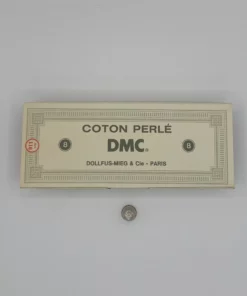 COTON PERLÉ
8 DMC® 8
DOLLFUS-MIEG & Cie - PARIS